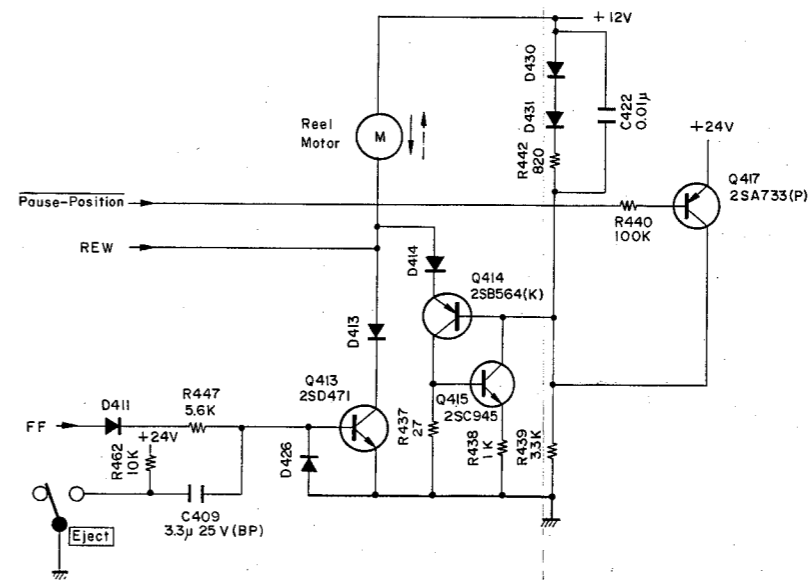 +12V
D430
D431
C422
0.01μ
Reel
Motor
M
R442
820
+24V
Q417
2SA733(P)
Pause-Position
R440
100K
REW
D414
Q414
2SB564(K)
D413
Q413
2SD471
Q415
2SC945
D411
R447
5.6K
FF
+24V
R462
10K
D426
R437
27
R438
1K
R439
3.3K
C409
3.3μ 25V(BP)
Eject